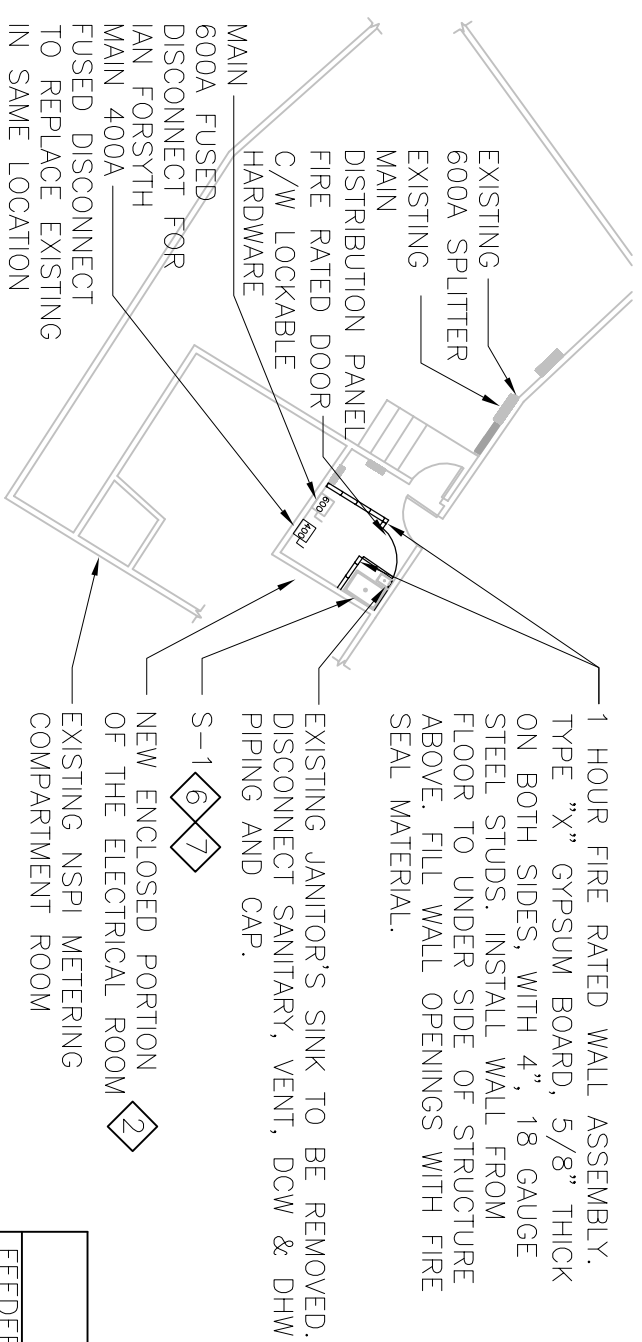 EXISTING
600A SPLITTER
EXISTING
MAIN
DISTRIBUTION PANEL
FIRE RATED DOOR
C/W LOCKABLE
HARDWARE
MAIN
600A FUSED
DISCONNECT FOR
IAN FORSYTH
MAIN 400A
FUSED DISCONNECT
TO REPLACE EXISTING
IN SAME LOCATION
600
400
1 HOUR FIRE RATED WALL ASSEMBLY.
TYPE "X" GYPSUM BOARD, 5/8" THICK
ON BOTH SIDES, WITH 4", 18 GAUGE
STEEL STUDS. INSTALL WALL FROM
FLOOR TO UNDER SIDE OF STRUCTURE
ABOVE. FILL WALL OPENINGS WITH FIRE
SEAL MATERIAL.
EXISTING JANITOR'S SINK TO BE REMOVED.
DISCONNECT SANITARY, VENT, DCW & DHW
PIPING AND CAP.
S-1 6 7
NEW ENCLOSED PORTION
OF THE ELECTRICAL ROOM 2
EXISTING NSPI METERING
COMPARTMENT ROOM